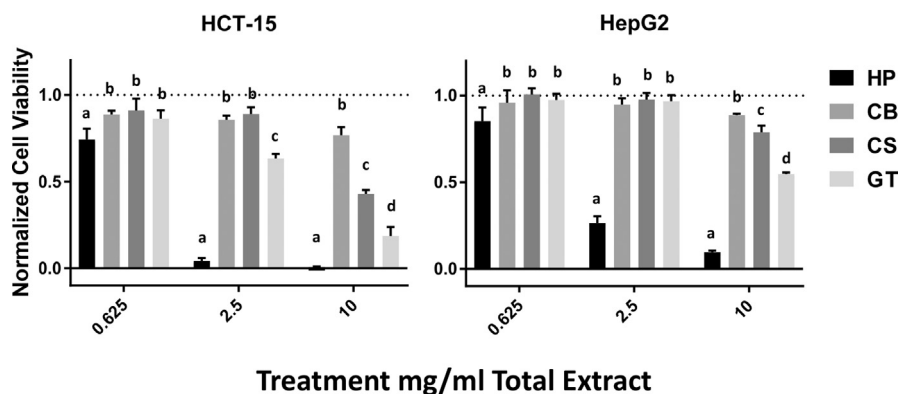 HCT-15
HepG2
Normalized Cell Viability
1.0
0.5
0.0
a
b
b
b
a
b
b
c
a
b
c
d
0.625
2.5
10
1.0
0.5
0.0
a
b
b
b
a
b
b
b
a
b
c
d
0.625
2.5
10
HP
CB
CS
GT
Treatment mg/ml Total Extract